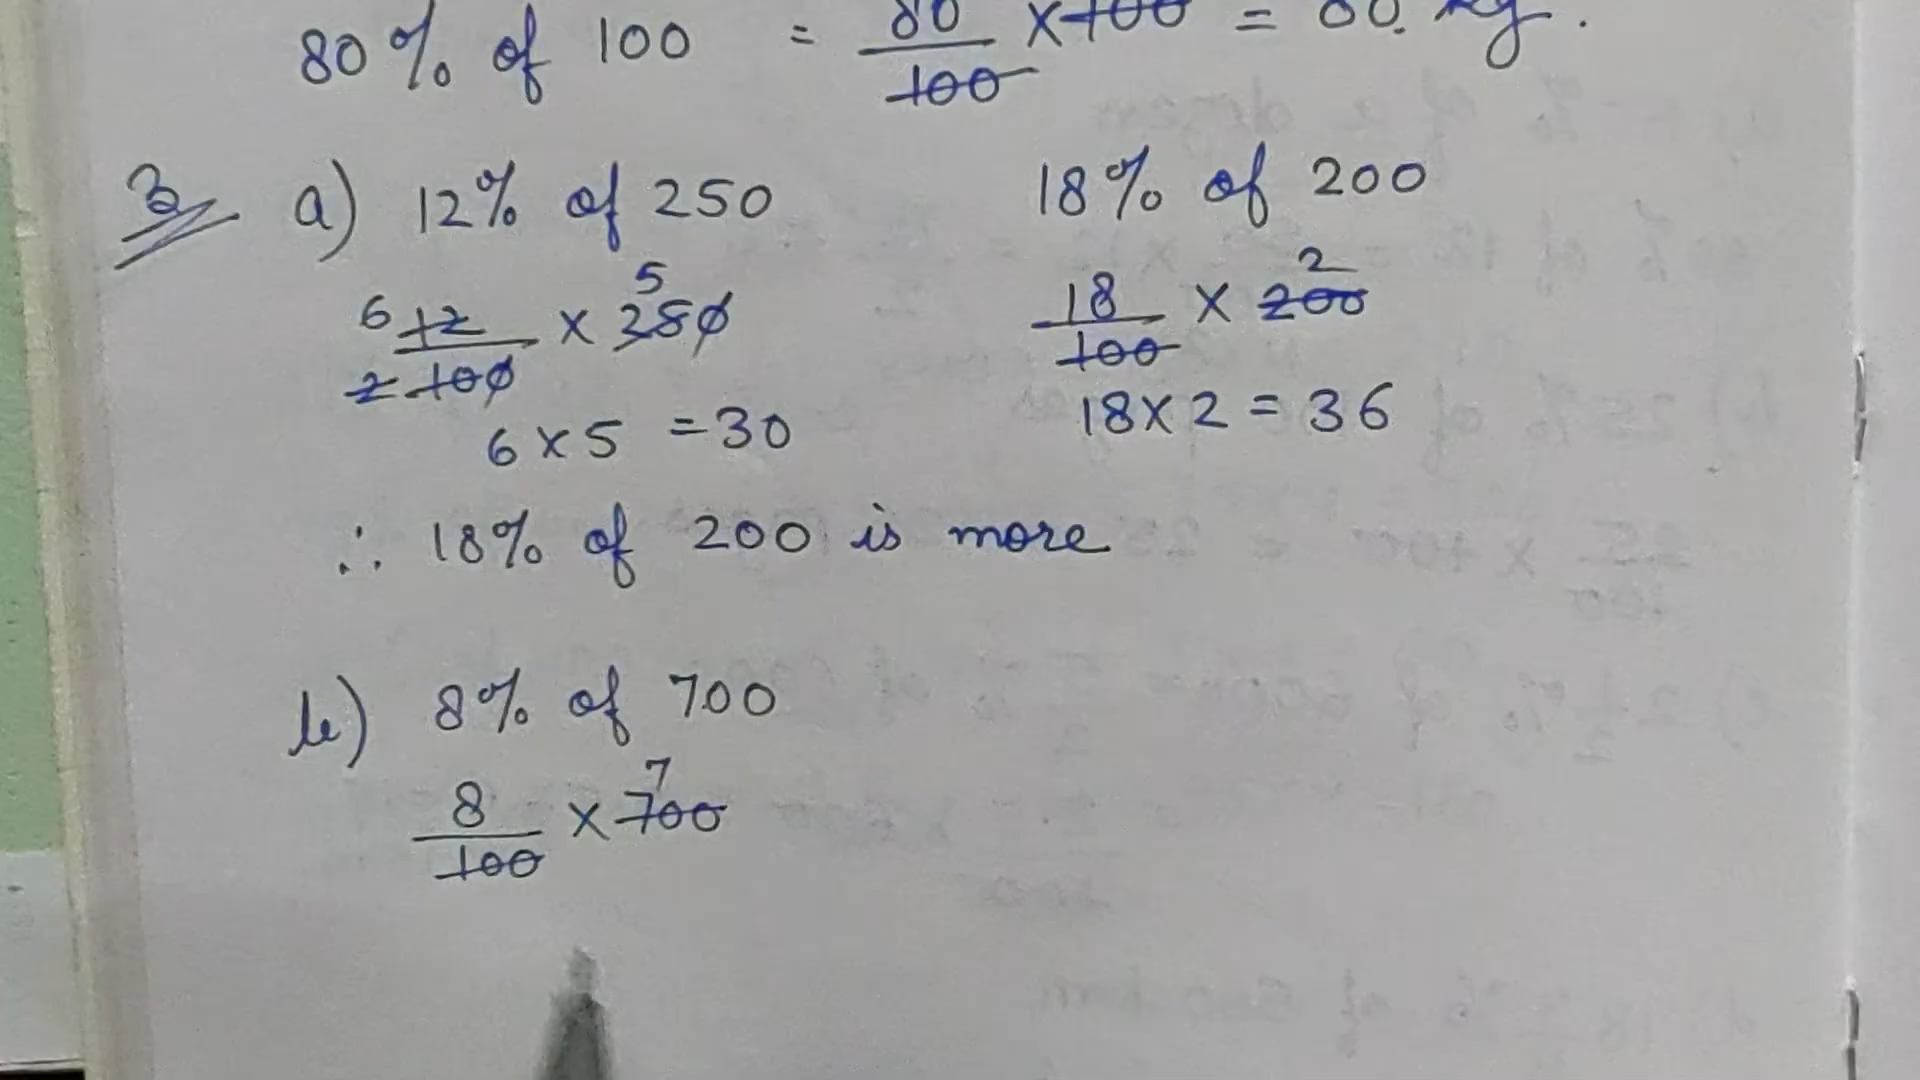 80% of 100 = 80/100 × 100 = 80 kg.
3 a) 12% of 250
6 12/100 2 × 250 5
6 × 5 = 30
18% of 200
18/100 × 200 2
18 × 2 = 36
∴ 18% of 200 is more
b) 8% of 700
8/100 × 700 7